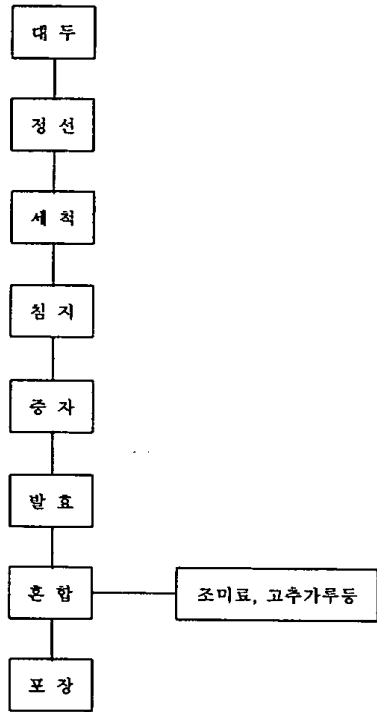 대 두
정 선
세 척
침 지
증 자
발 효
혼 합
조미료, 고추가루등
포 장